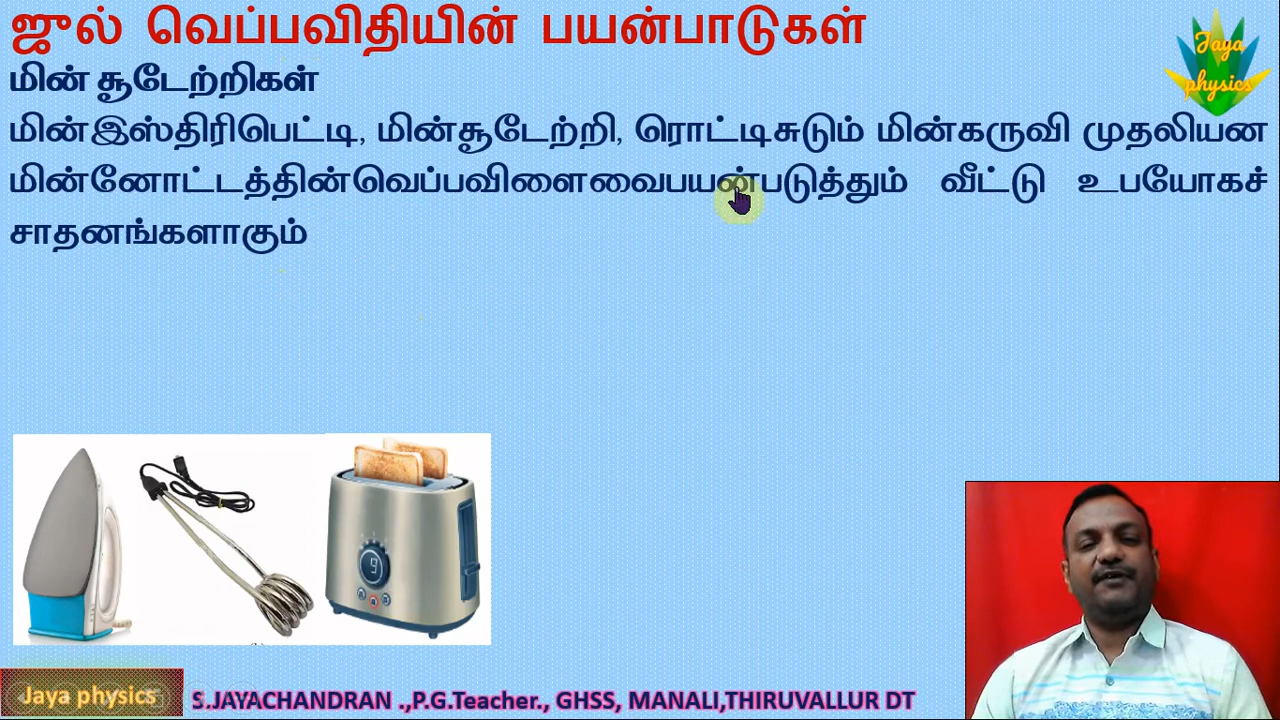 ஜுல் வெப்பவிதியின் பயன்பாடுகள்
மின் சூடேற்றிகள்
மின்இஸ்திரிபெட்டி, மின்சூடேற்றி, ரொட்டிசுடும் மின்கருவி முதலியன
மின்னோட்டத்தின்வெப்பவிளைவைபயன்படுத்தும் வீட்டு உபயோகச்
சாதனங்களாகும்
Jaya
physics
9
Jaya physics
S.JAYACHANDRAN .,P.G.Teacher., GHSS, MANALI,THIRUVALLUR DT